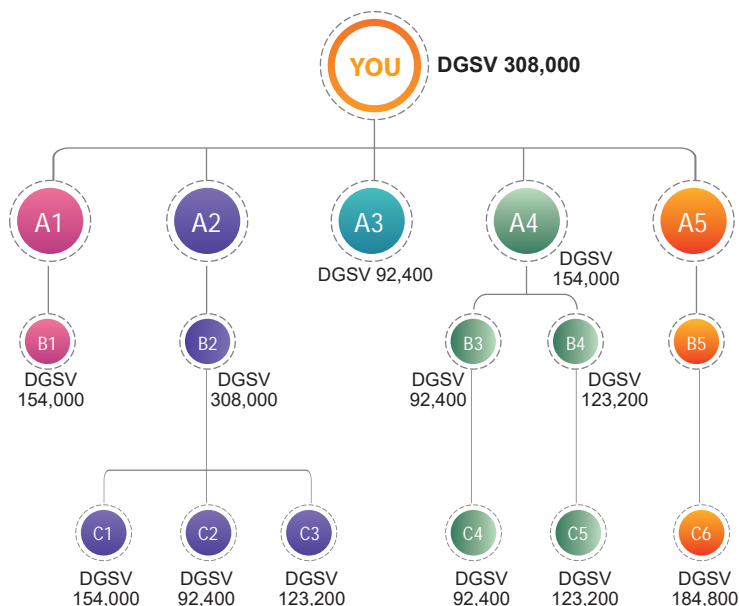 YOU
DGSV 308,000
A1
A2
A3
A4
A5
DGSV 92,400
DGSV
154,000
B1
B2
B3
B4
B5
DGSV
154,000
DGSV
308,000
DGSV
92,400
DGSV
123,200
C1
C2
C3
C4
C5
C6
DGSV
154,000
DGSV
92,400
DGSV
123,200
DGSV
92,400
DGSV
123,200
DGSV
184,800